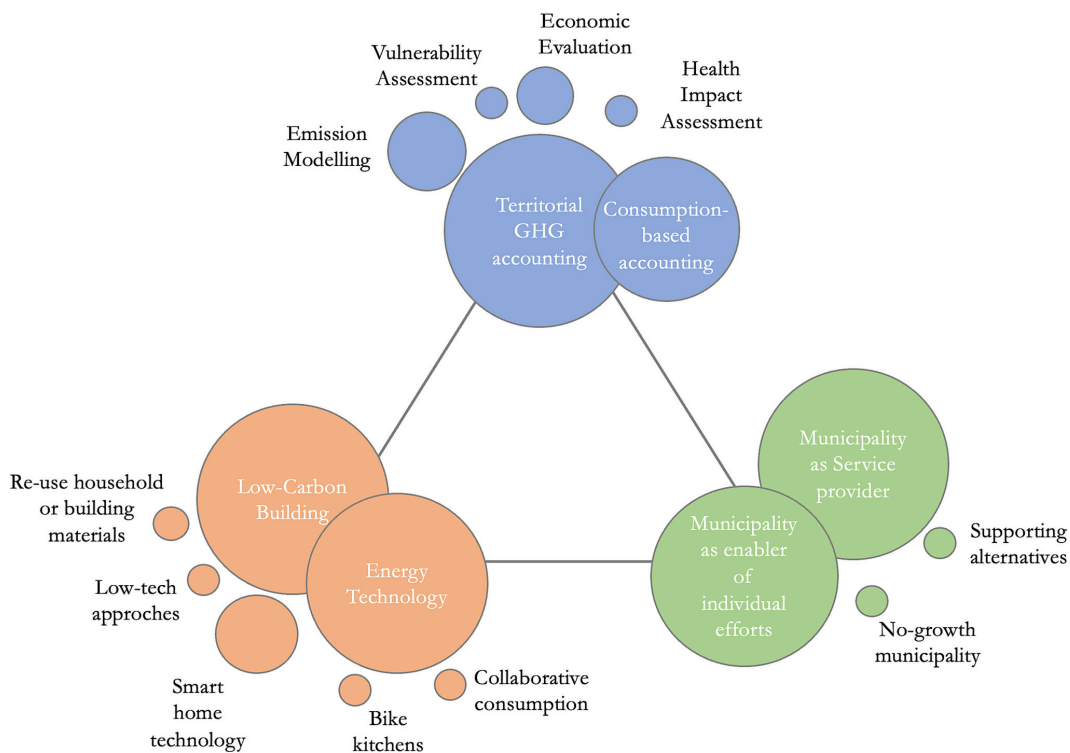 Economic
Evaluation
Vulnerability
Assessment
Health
Impact
Assessment
Emission
Modelling
Territorial
GHG
accounting
Consumption-
based
accounting
Low-Carbon
Building
Energy
Technology
Re-use household
or building
materials
Low-tech
approaches
Smart
home
technology
Bike
kitchens
Collaborative
consumption
Municipality
as Service
provider
Municipality
as enabler
of
individual
efforts
Supporting
alternatives
No-growth
municipality